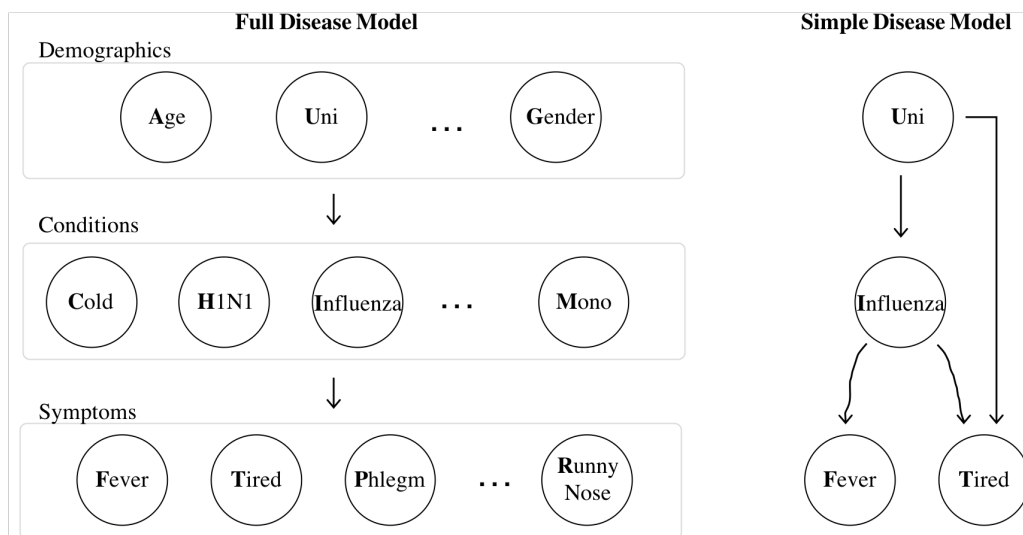 Full Disease Model
Simple Disease Model
Demographics
Age
Uni
...
Gender
Uni
Conditions
Cold
H1N1
Influenza
...
Mono
Influenza
Symptoms
Fever
Tired
Phlegm
...
Runny
Nose
Fever
Tired